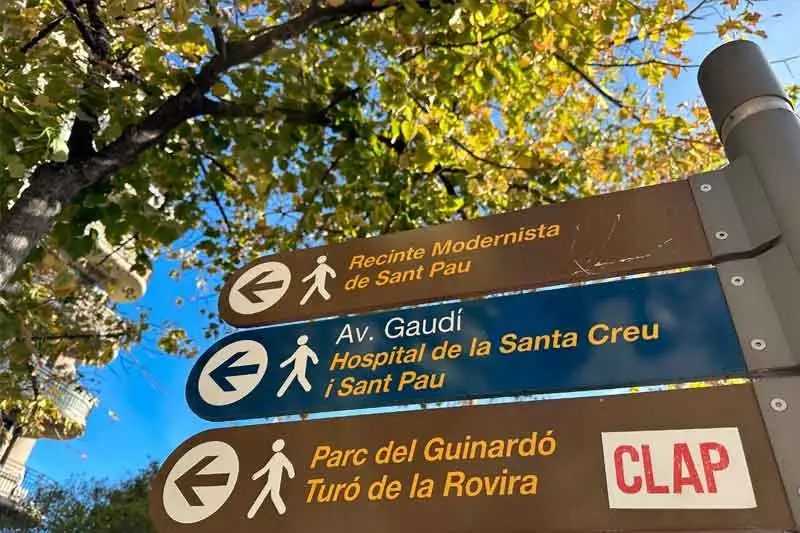 Recinte Modernista
de Sant Pau
Av. Gaudí
Hospital de la Santa Creu
i Sant Pau
Parc del Guinardó
Turó de la Rovira
CLAP